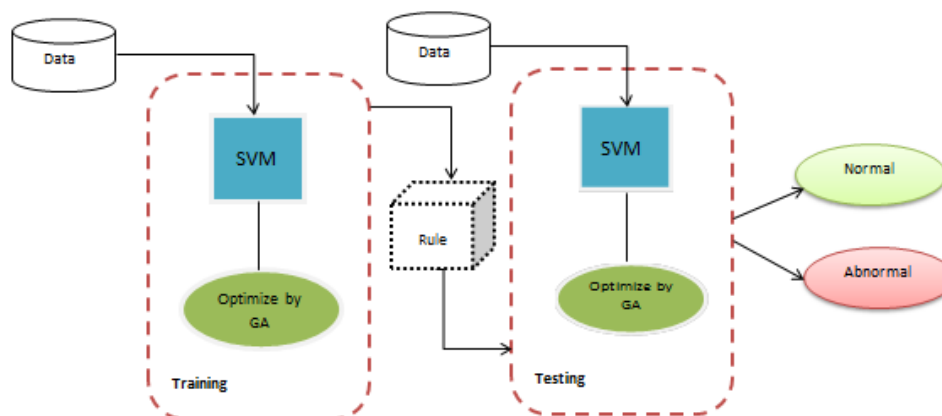 Data
SVM
Optimize by
GA
Training
Rule
Data
SVM
Optimize by
GA
Testing
Normal
Abnormal